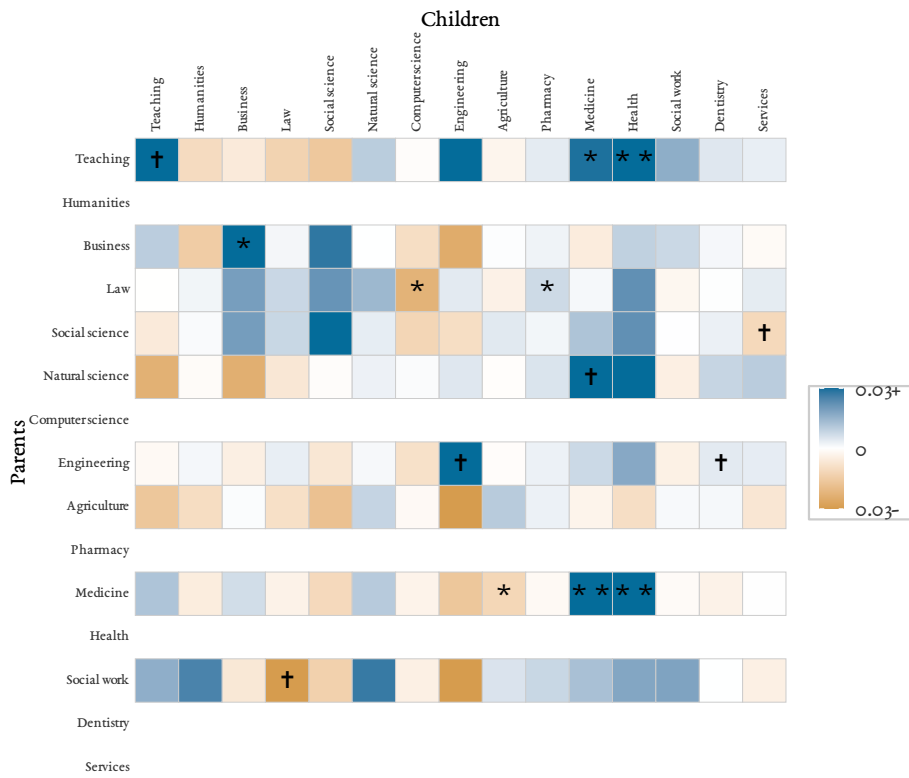 Children
Teaching
Humanities
Business
Law
Social science
Natural science
Computerscience
Engineering
Agriculture
Pharmacy
Medicine
Health
Social work
Dentistry
Services
Parents
Teaching † * * *
Humanities
Business *
Law * *
Social science †
Natural science †
Computerscience
Engineering † †
Agriculture
Pharmacy
Medicine * * * * *
Health
Social work †
Dentistry
Services
0.03+
0
0.03-